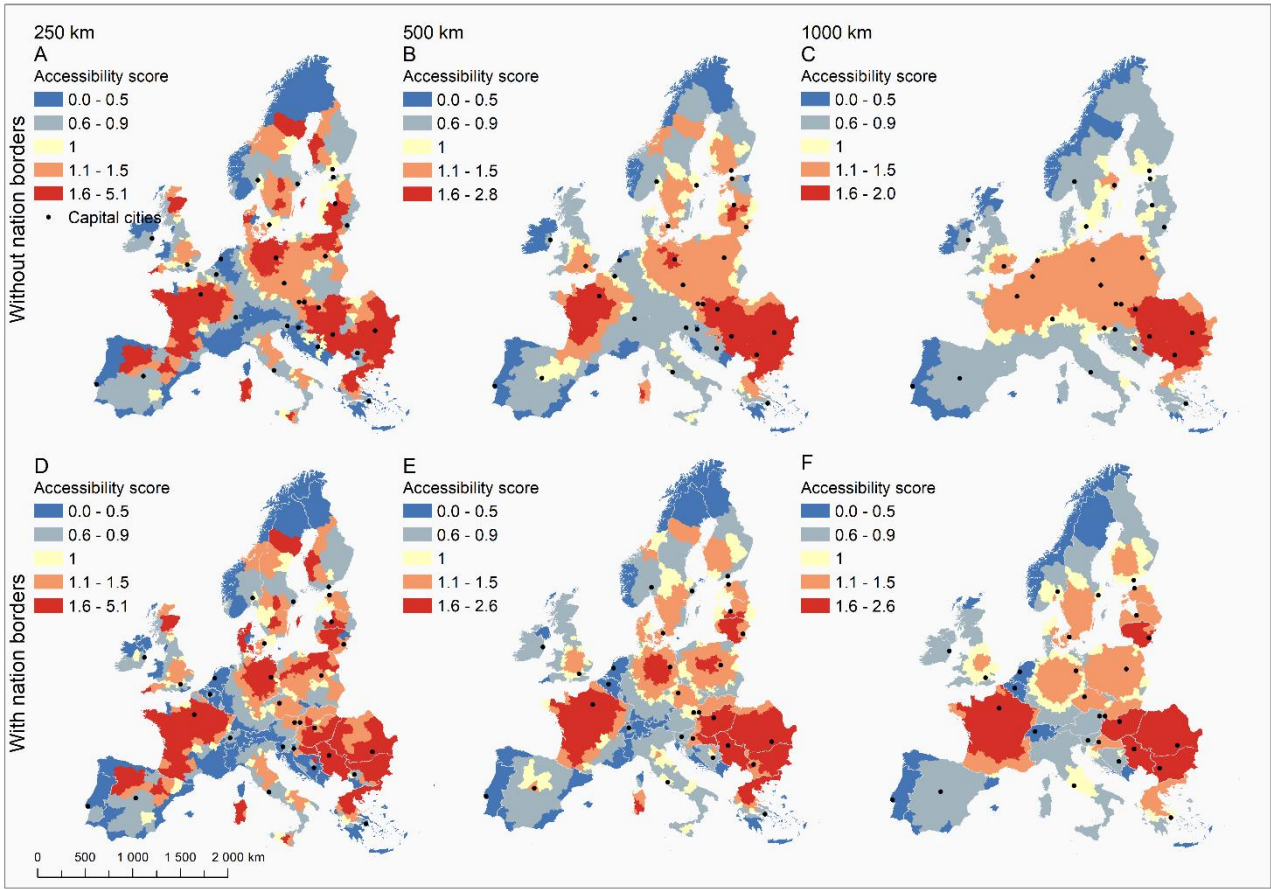 250 km
A
Accessibility score
0.0 - 0.5
0.6 - 0.9
1
1.1 - 1.5
1.6 - 5.1
Capital cities
500 km
B
Accessibility score
0.0 - 0.5
0.6 - 0.9
1
1.1 - 1.5
1.6 - 2.8
1000 km
C
Accessibility score
0.0 - 0.5
0.6 - 0.9
1
1.1 - 1.5
1.6 - 2.0
Without nation borders
D
Accessibility score
0.0 - 0.5
0.6 - 0.9
1
1.1 - 1.5
1.6 - 5.1
E
Accessibility score
0.0 - 0.5
0.6 - 0.9
1
1.1 - 1.5
1.6 - 2.6
F
Accessibility score
0.0 - 0.5
0.6 - 0.9
1
1.1 - 1.5
1.6 - 2.6
With nation borders
0 500 1 000 1 500 2 000 km